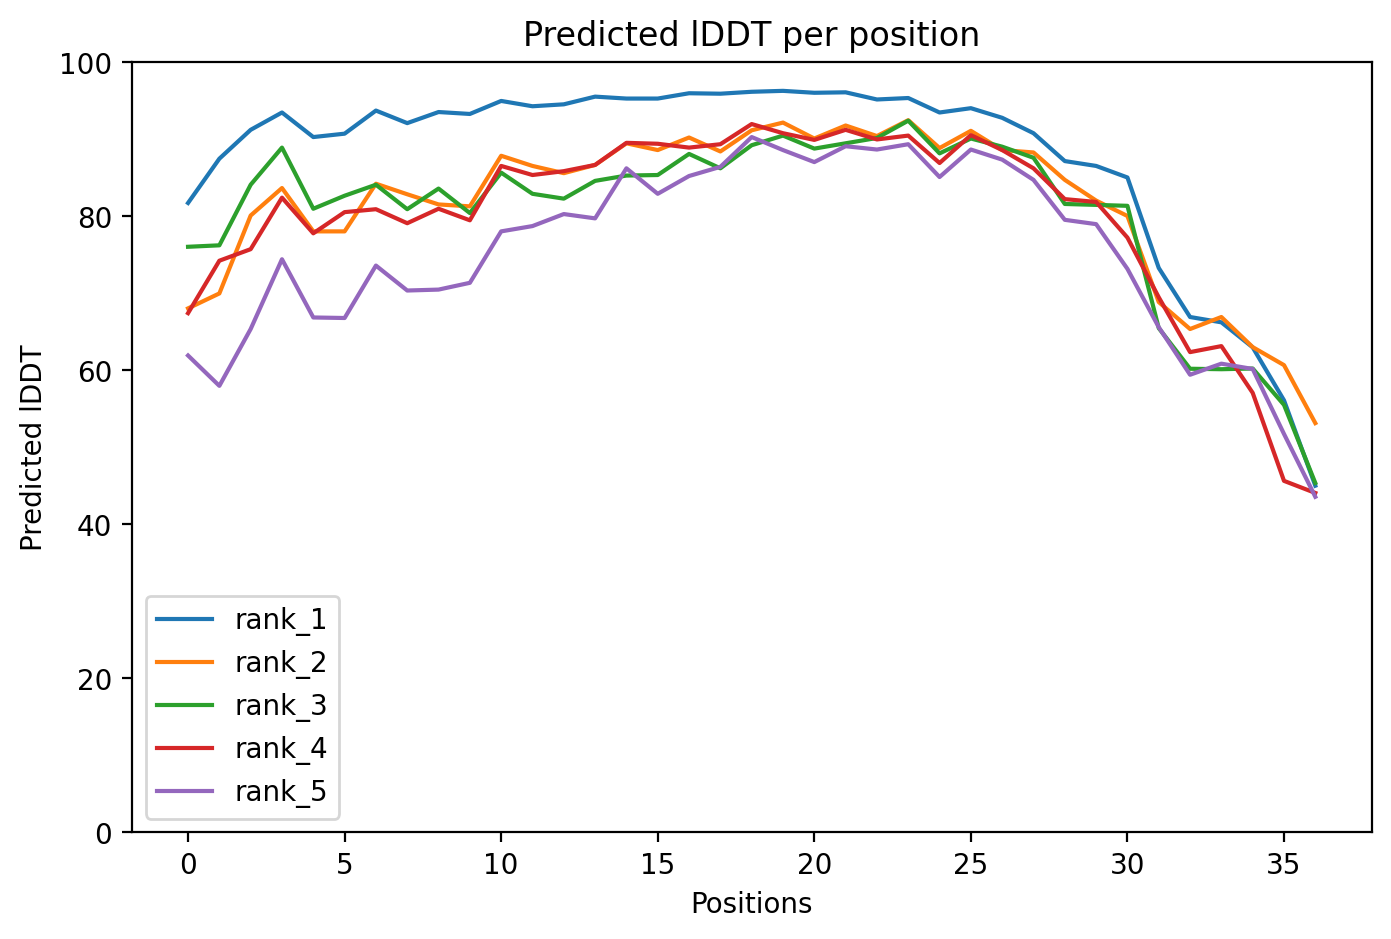 Predicted lDDT per position
100
80
60
40
20
0
Predicted lDDT
rank_1
rank_2
rank_3
rank_4
rank_5
0 5 10 15 20 25 30 35
Positions